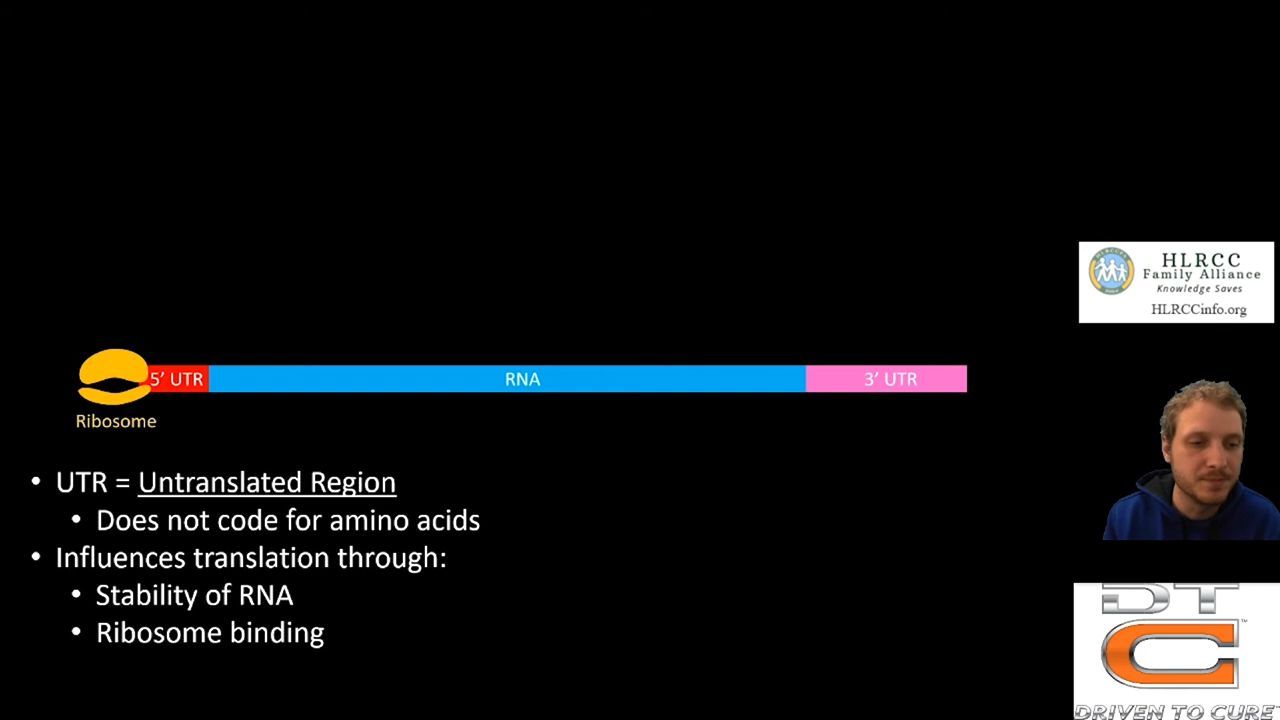 HLRCC
Family Alliance
Knowledge Saves
HLRCCinfo.org
5’ UTR
RNA
3’ UTR
Ribosome
• UTR = Untranslated Region
• Does not code for amino acids
• Influences translation through:
• Stability of RNA
• Ribosome binding
DTC
DRIVEN TO CURE